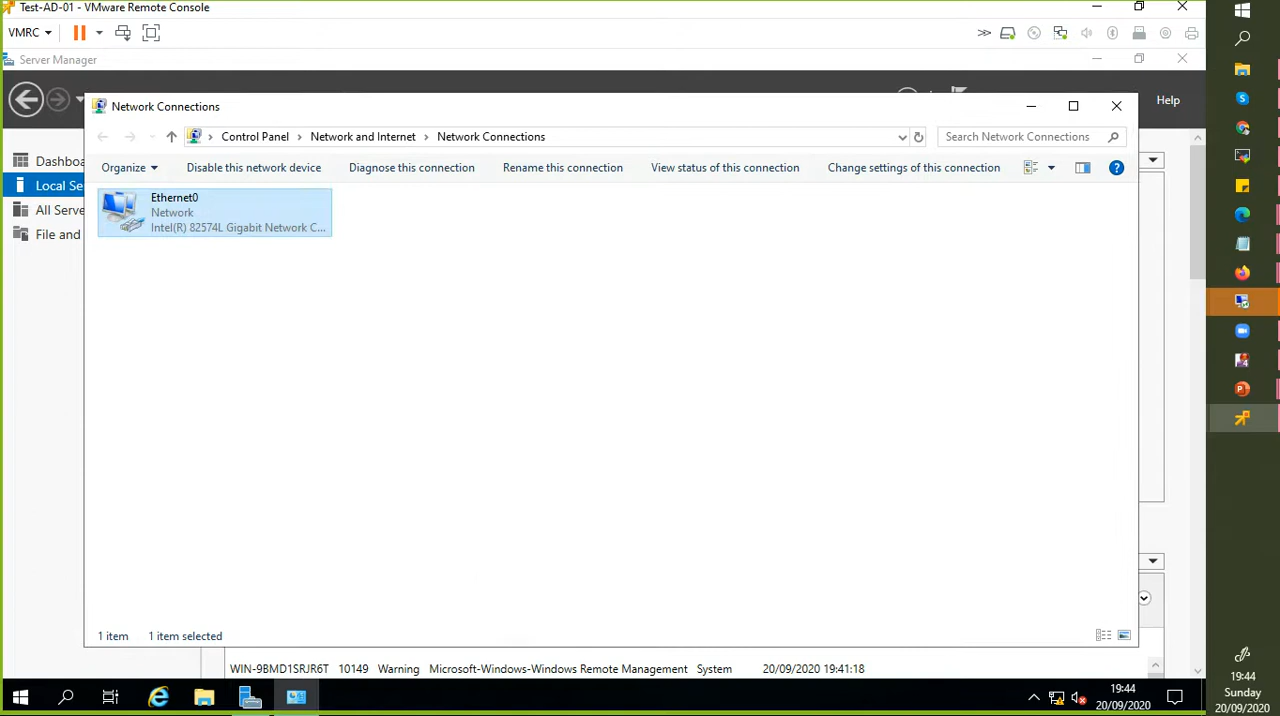 Test-AD-01 - VMware Remote Console
VMRC
Server Manager
Network Connections
Help
Control Panel > Network and Internet > Network Connections
Search Network Connections
Organize
Disable this network device
Diagnose this connection
Rename this connection
View status of this connection
Change settings of this connection
Dashboa
Local Se
All Serve
File and
Ethernet0
Network
Intel(R) 82574L Gigabit Network C...
1 item
1 item selected
WIN-9BMD1SRJR6T 10149 Warning Microsoft-Windows-Windows Remote Management System 20/09/2020 19:41:18
19:44
20/09/2020
19:44
Sunday
20/09/2020